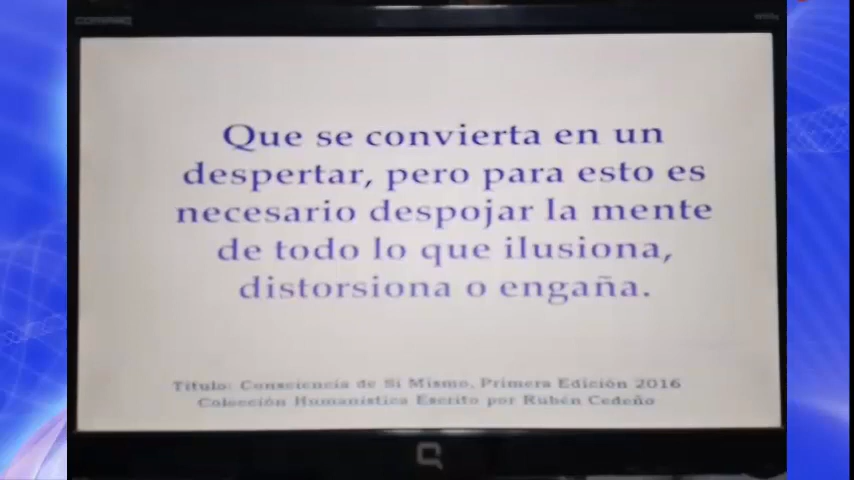 Que se convierta en un
despertar, pero para esto es
necesario despojar la mente
de todo lo que ilusiona,
distorsiona o engaña.
Título: Consciencia de Sí Mismo, Primera Edición 2016
Colección Humanística Escrito por Rubén Cedeño